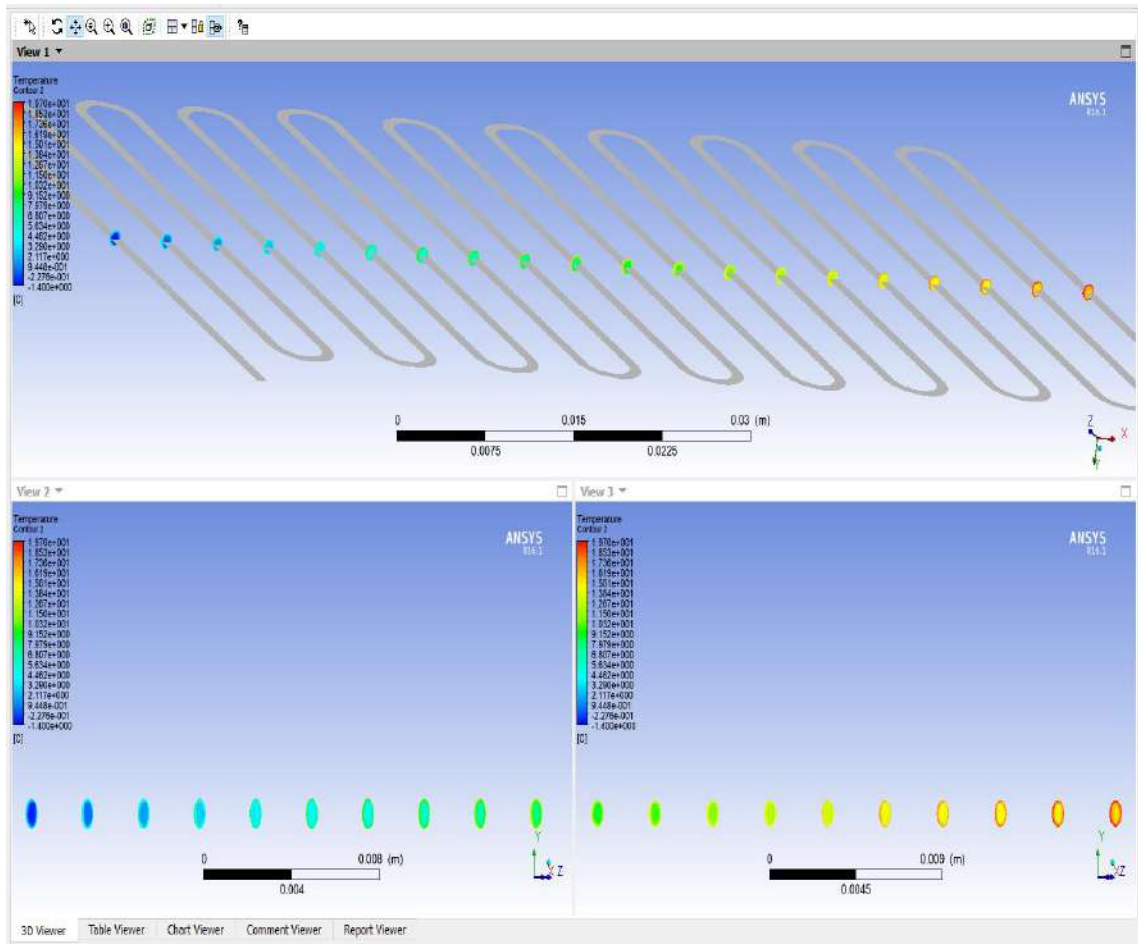 View 1
Temperature
Contour 2
1.970e+001
1.853e+001
1.736e+001
1.619e+001
1.501e+001
1.384e+001
1.267e+001
1.150e+001
1.032e+001
9.152e+000
7.979e+000
6.807e+000
5.634e+000
4.462e+000
3.290e+000
2.117e+000
9.448e-001
-2.276e-001
-1.400e+000
[C]
ANSYS
R16.1
0 0.015 0.03 (m)
0.0075 0.0225
Z X
Y
View 2
Temperature
Contour 2
1.970e+001
1.853e+001
1.736e+001
1.619e+001
1.501e+001
1.384e+001
1.267e+001
1.150e+001
1.032e+001
9.152e+000
7.979e+000
6.807e+000
5.634e+000
4.462e+000
3.290e+000
2.117e+000
9.448e-001
-2.276e-001
-1.400e+000
[C]
ANSYS
R16.1
0 0.008 (m)
0.004
Y
X Z
View 3
Temperature
Contour 2
1.970e+001
1.853e+001
1.736e+001
1.619e+001
1.501e+001
1.384e+001
1.267e+001
1.150e+001
1.032e+001
9.152e+000
7.979e+000
6.807e+000
5.634e+000
4.462e+000
3.290e+000
2.117e+000
9.448e-001
-2.276e-001
-1.400e+000
[C]
ANSYS
R16.1
0 0.009 (m)
0.0045
Y
X Z
3D Viewer Table Viewer Chart Viewer Comment Viewer Report Viewer